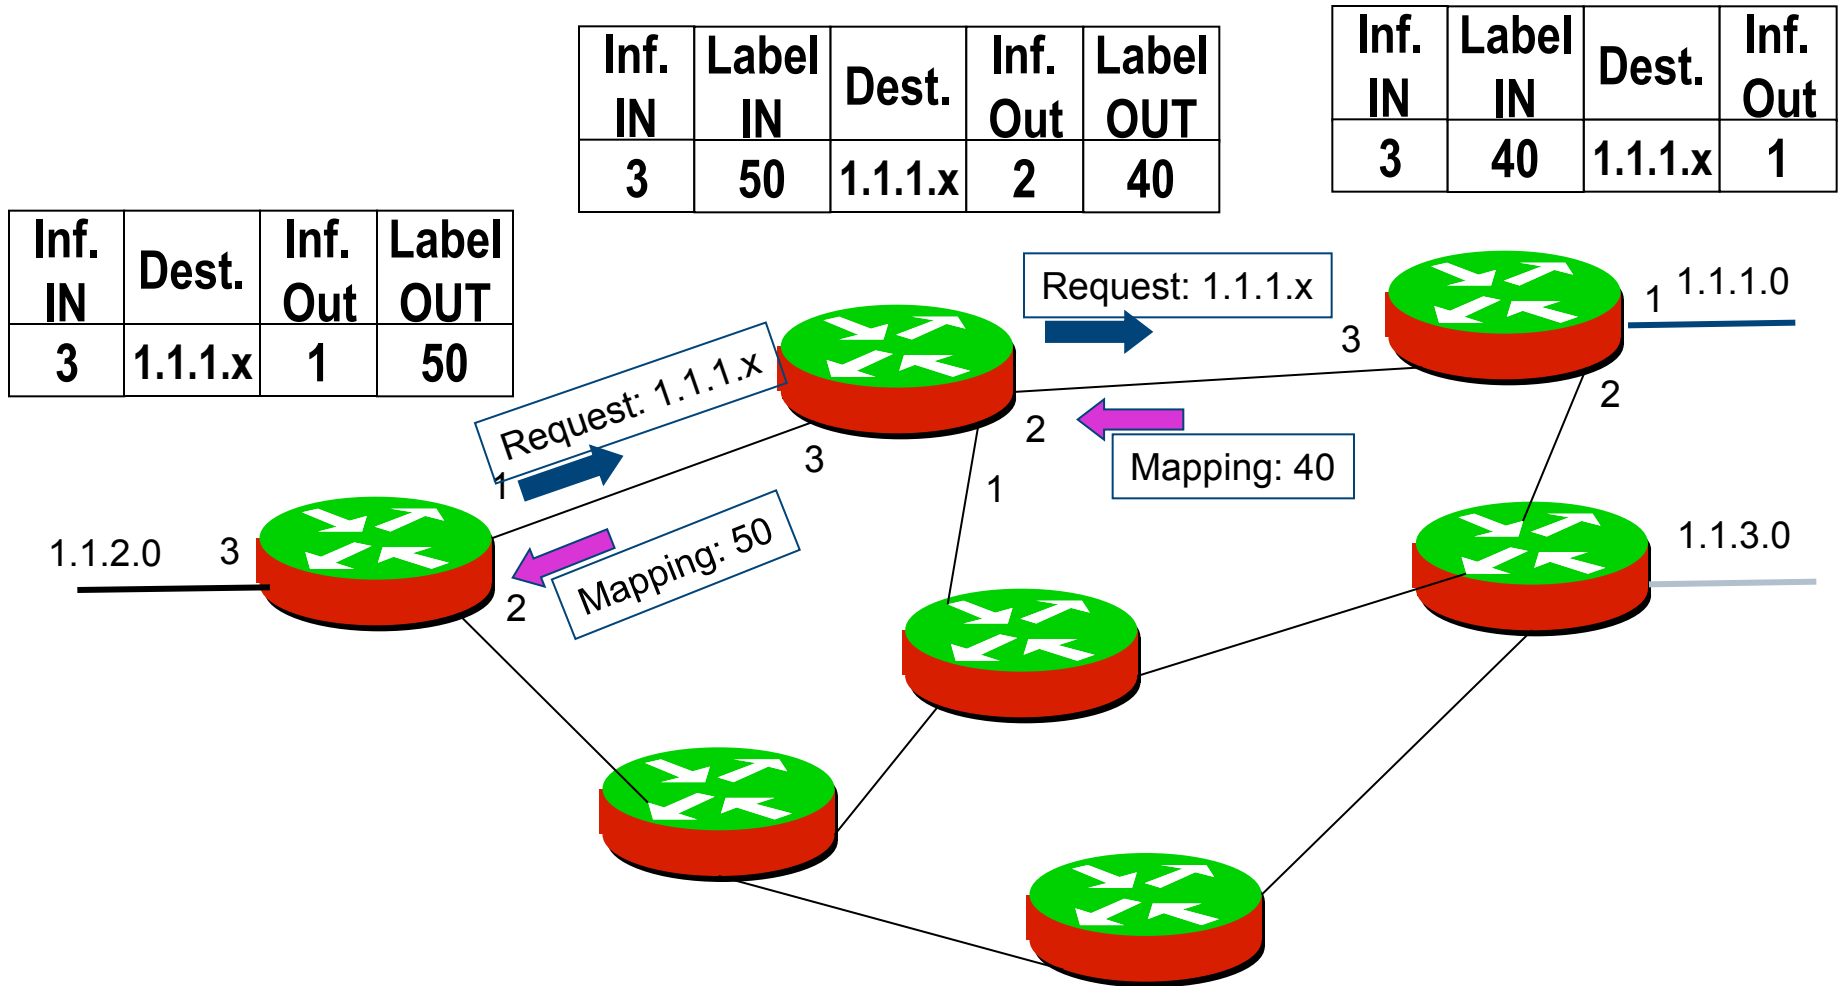 Inf. IN Label IN Dest. Inf. Out Label OUT
3 50 1.1.1.x 2 40
Inf. IN Label IN Dest. Inf. Out
3 40 1.1.1.x 1
Inf. IN Dest. Inf. Out Label OUT
3 1.1.1.x 1 50
Request: 1.1.1.x
1 1.1.1.0
3
2
Request: 1.1.1.x
2
Mapping: 40
3
1
1
1.1.2.0 3
Mapping: 50
2
1.1.3.0